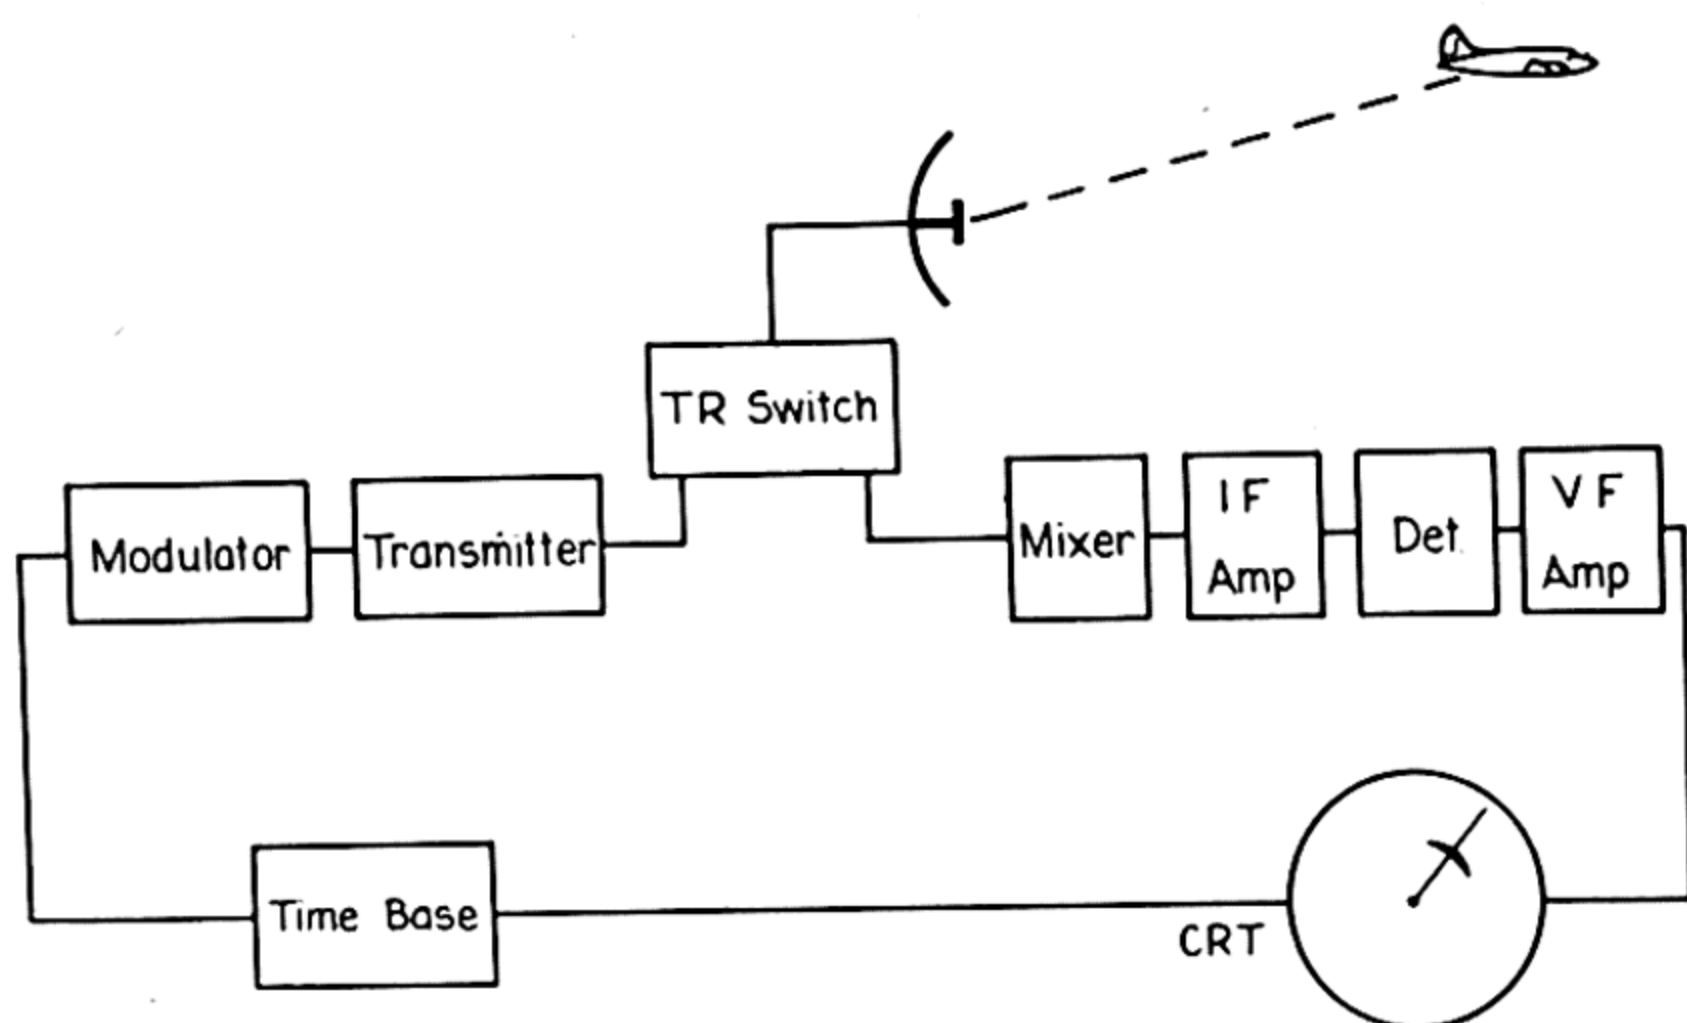 TR Switch
Modulator
Transmitter
Mixer
IF
Amp
Det.
VF
Amp
Time Base
CRT